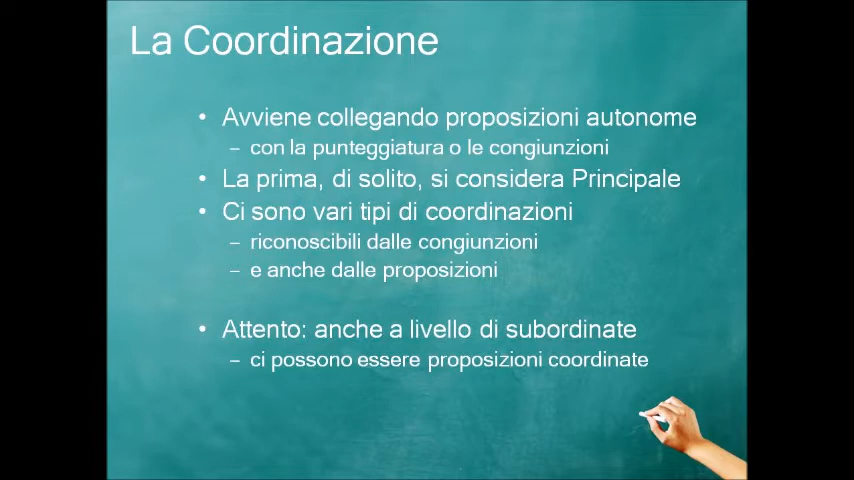 La Coordinazione
• Avviene collegando proposizioni autonome
– con la punteggiatura o le congiunzioni
• La prima, di solito, si considera Principale
• Ci sono vari tipi di coordinazioni
– riconoscibili dalle congiunzioni
– e anche dalle proposizioni
• Attento: anche a livello di subordinate
– ci possono essere proposizioni coordinate